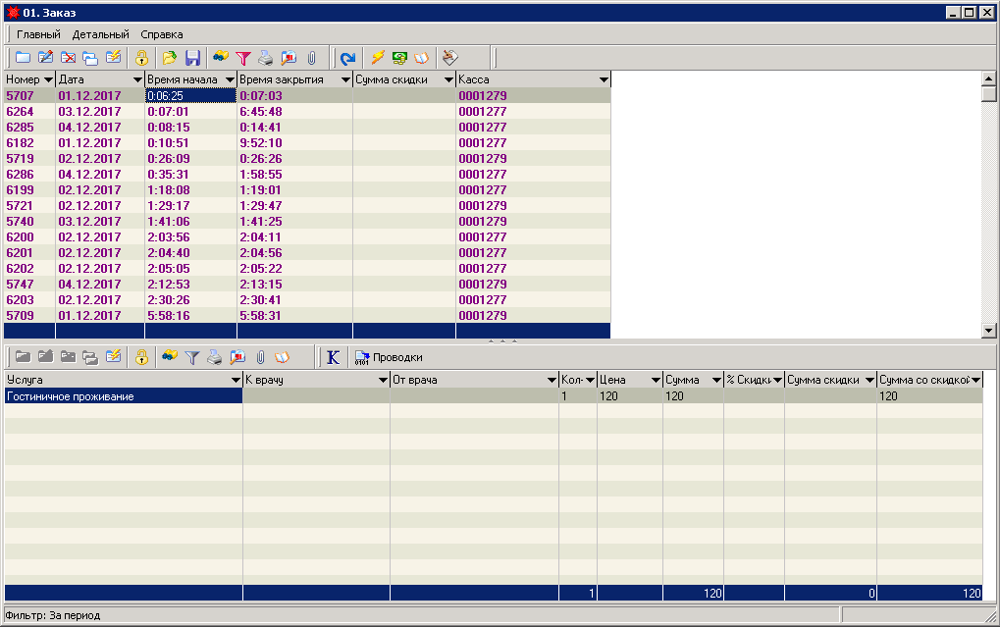 01. Заказ
Главный Детальный Справка
Номер Дата Время начала Время закрытия Сумма скидки Касса
5707 01.12.2017 0:06:25 0:07:03 0001279
6264 03.12.2017 0:07:01 6:45:48 0001277
6285 04.12.2017 0:08:15 0:14:41 0001277
6182 01.12.2017 0:10:51 9:52:10 0001277
5719 02.12.2017 0:26:09 0:26:26 0001279
6286 04.12.2017 0:35:31 1:58:55 0001277
6199 02.12.2017 1:18:08 1:19:01 0001277
5721 02.12.2017 1:29:17 1:29:47 0001279
5740 03.12.2017 1:41:06 1:41:25 0001279
6200 02.12.2017 2:03:56 2:04:11 0001277
6201 02.12.2017 2:04:40 2:04:56 0001277
6202 02.12.2017 2:05:05 2:05:22 0001277
5747 04.12.2017 2:12:53 2:13:15 0001279
6203 02.12.2017 2:30:26 2:30:41 0001277
5709 01.12.2017 5:58:16 5:58:31 0001279
K Проводки
Услуга К врачу От врача Кол- Цена Сумма % Скидки Сумма скидки Сумма со скидкой
Гостиничное проживание 1 120 120 120
1 120 0 120
Фильтр: За период